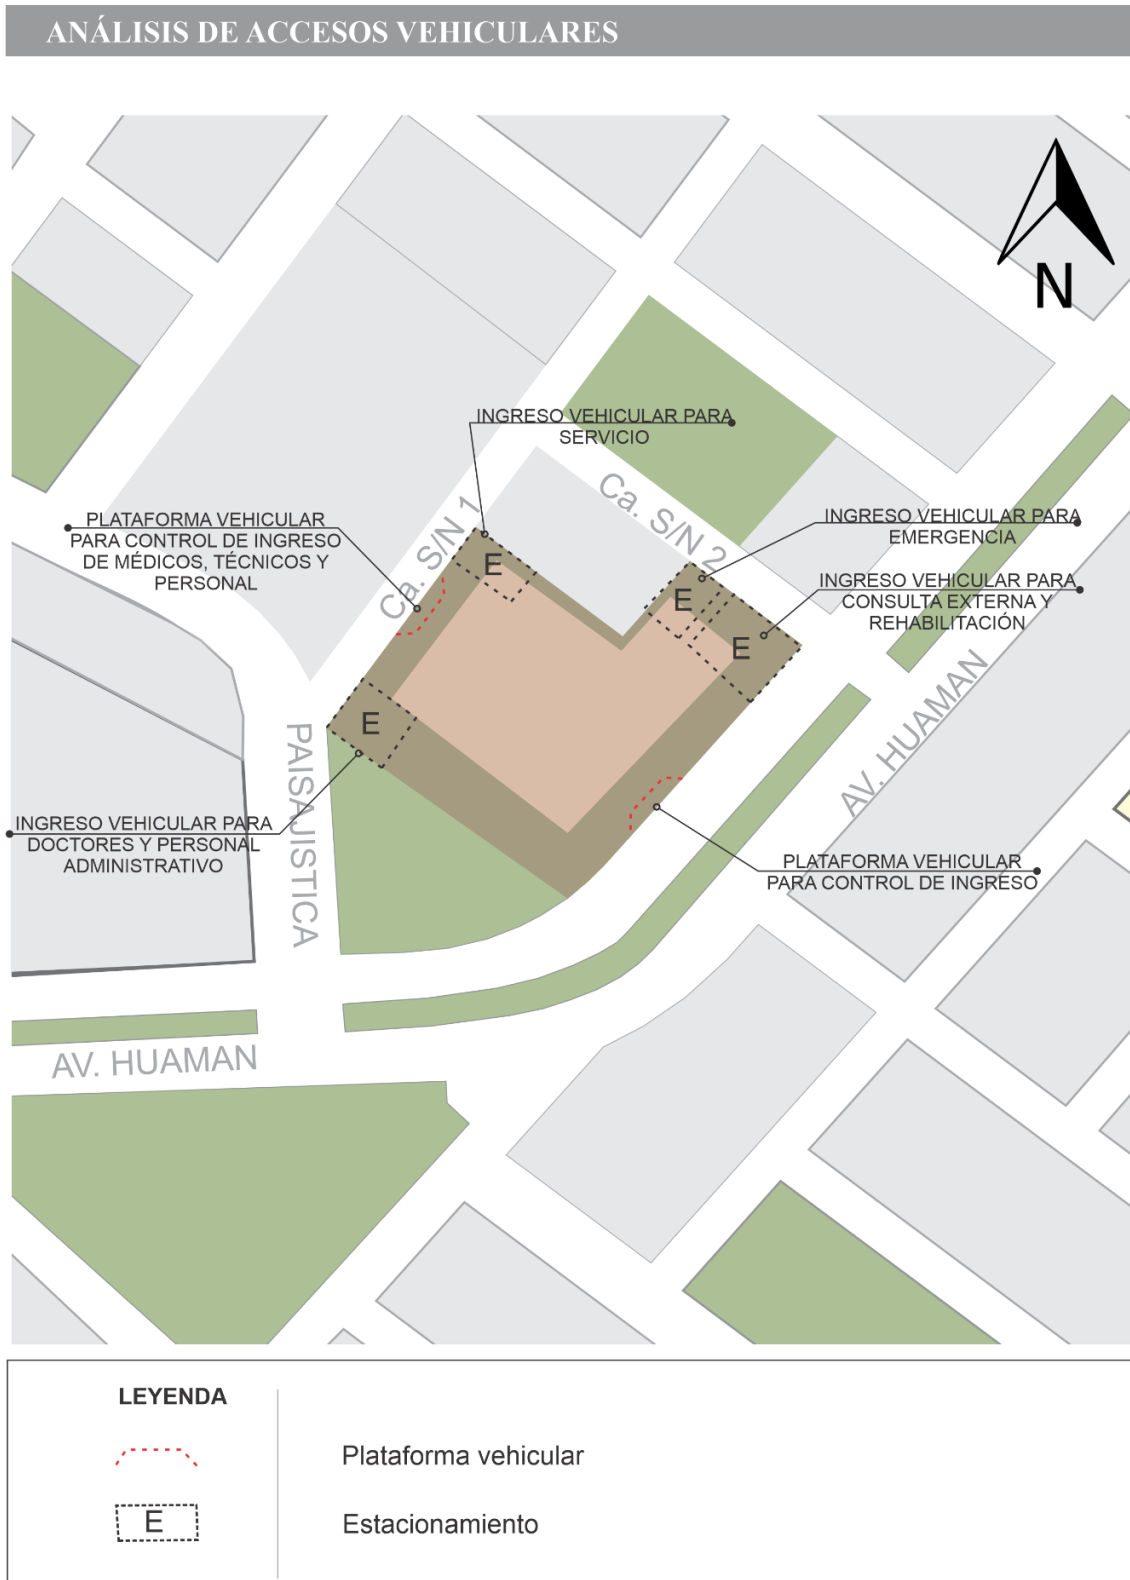 ANÁLISIS DE ACCESOS VEHICULARES
N
INGRESO VEHICULAR PARA
SERVICIO
Ca. S/N 2
Ca. S/N 1
PLATAFORMA VEHICULAR
PARA CONTROL DE INGRESO
DE MÉDICOS, TÉCNICOS Y
PERSONAL
INGRESO VEHICULAR PARA
EMERGENCIA
INGRESO VEHICULAR PARA
CONSULTA EXTERNA Y
REHABILITACIÓN
E
E
E
E
AV. HUAMAN
PAISAJISTICA
INGRESO VEHICULAR PARA
DOCTORES Y PERSONAL
ADMINISTRATIVO
PLATAFORMA VEHICULAR
PARA CONTROL DE INGRESO
AV. HUAMAN
LEYENDA
Plataforma vehicular
E
Estacionamiento